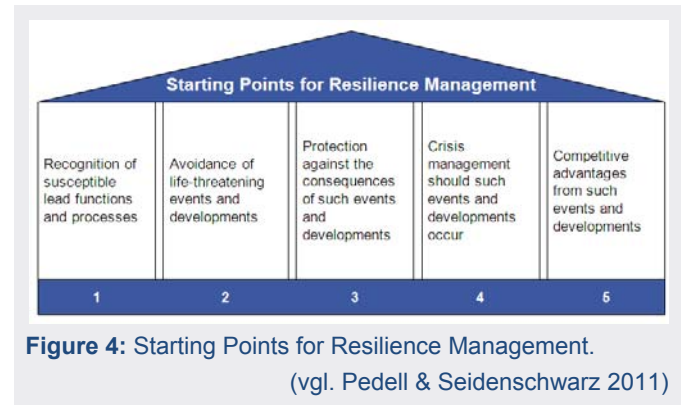 Starting Points for Resilience Management
Recognition of
susceptible
lead functions
and processes
Avoidance of
life-threatening
events and
developments
Protection
against the
consequences
of such events
and
developments
Crisis
management
should such
events and
developments
occur
Competitive
advantages
from such
events and
developments
1
2
3
4
5
Figure 4: Starting Points for Resilience Management.
(vgl. Pedell & Seidenschwarz 2011)